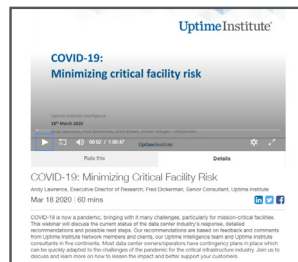 UptimeInstitute®
COVID-19:
Minimizing critical facility risk
Uptime Institute Intelligence
18th March 2020
00:02 / 1:00:47
UptimeInstitute
Rate this
Details
COVID-19: Minimizing Critical Facility Risk
Andy Lawrence, Executive Director of Research; Fred Dickerman, Senior Consultant, Uptime Institute
Mar 18 2020 | 60 mins
COVID-19 is now a pandemic, bringing with it many challenges, particularly for mission-critical facilities.
This webinar will discuss the current status of the data center industry's response, detailed
recommendations and possible next steps. Our recommendations are based on feedback and comments
from Uptime Institute Network members and clients, our Uptime Intelligence team and Uptime Institute
consultants in five continents. Most data center owners/operators have contingency plans in place which
can be quickly adapted to the challenges of the pandemic for the critical infrastructure industry. Join us to
discuss and learn more on how to lessen the impact and better support your customers.